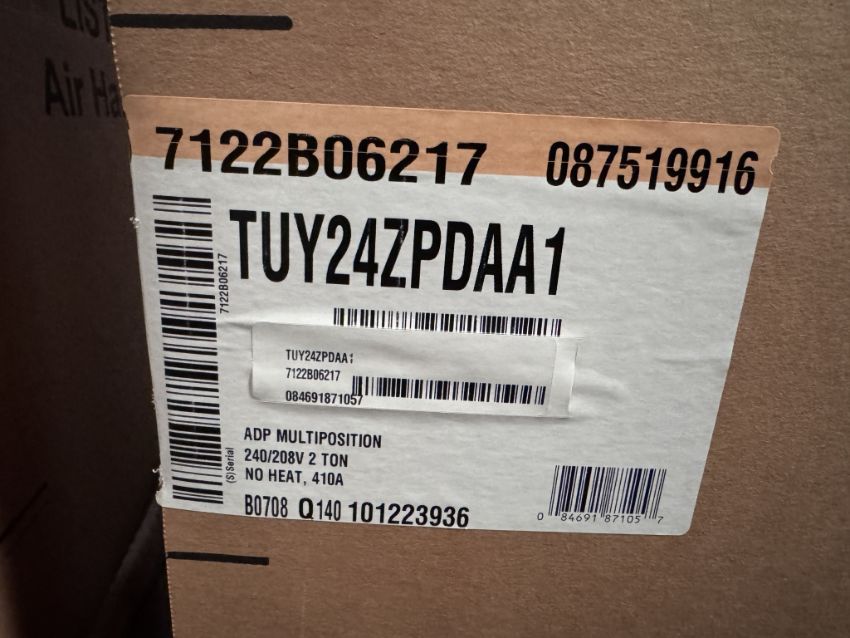 Air Ha
7122B06217 087519916
TUY24ZPDAA1
7122B06217
(S)Serial
TUY24ZPDAA1
7122B06217
084691871057
ADP MULTIPOSITION
240/208V 2 TON
NO HEAT, 410A
B0708 Q140 101223936
0 84691 87105 7